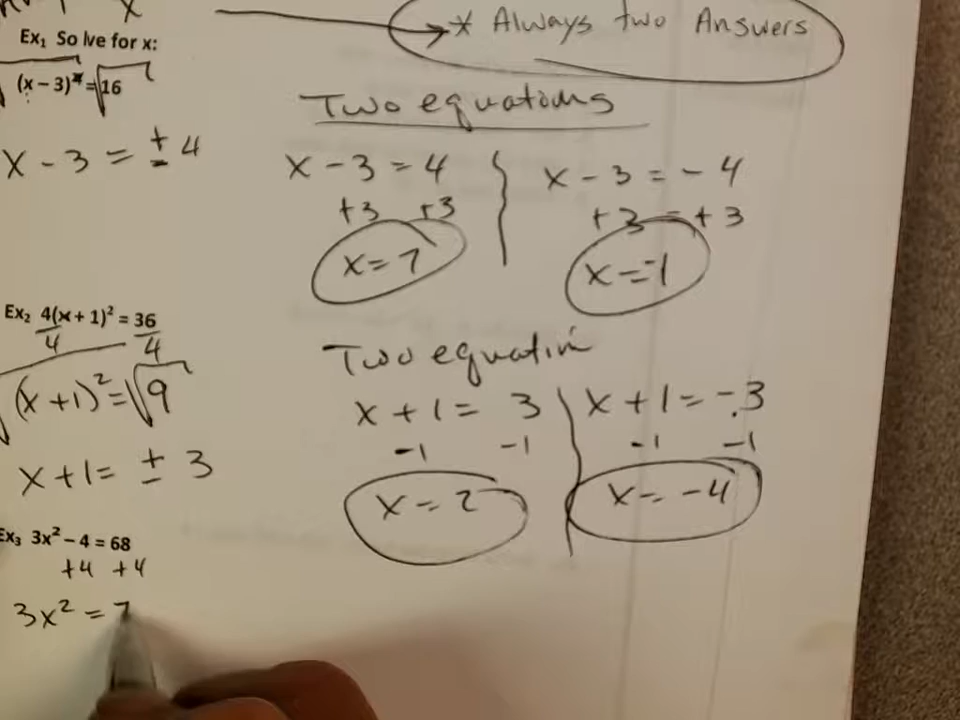 x
* Always two Answers
Ex1 Solve for x:
(x – 3)² = √16
Two equations
x - 3 = ± 4
x - 3 = 4
x - 3 = - 4
+3 +3
+3 = +3
x = 7
x = -1
Ex2 4(x + 1)² = 36
4 4
Two equation
√(x + 1)² = √9
x + 1 = 3
x + 1 = -3
-1 -1
-1 -1
x + 1 = ± 3
x = 2
x = -4
Ex3 3x² – 4 = 68
+4 +4
3x² = 7